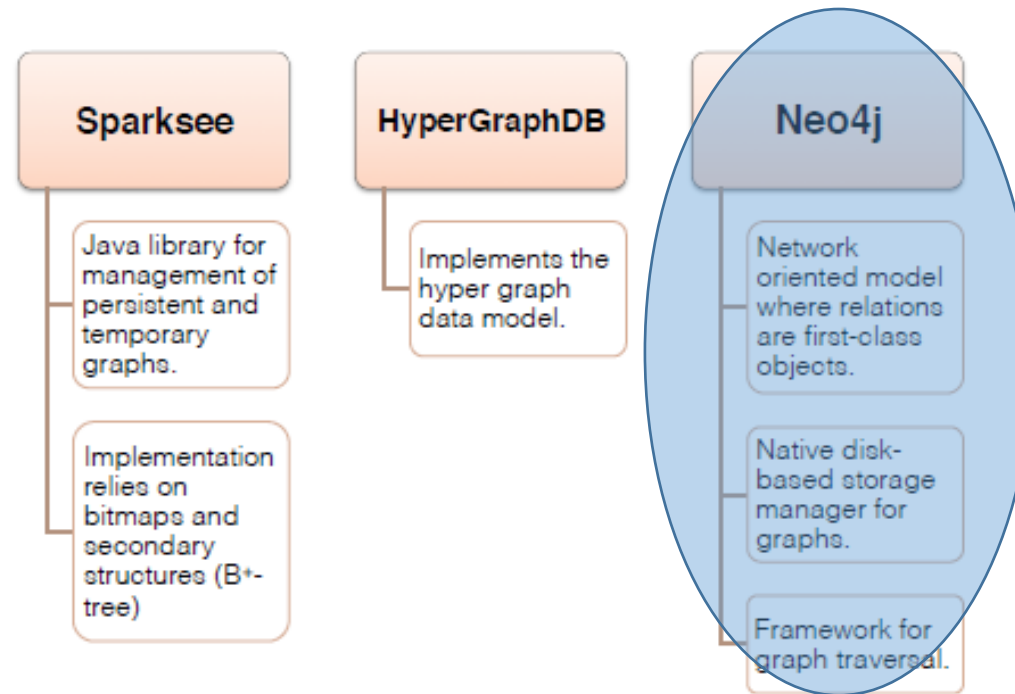 Sparksee
Java library for
management of
persistent and
temporary
graphs.
Implementation
relies on
bitmaps and
secondary
structures (B+-
tree)
HyperGraphDB
Implements the
hyper graph
data model.
Neo4j
Network
oriented model
where relations
are first-class
objects.
Native disk-
based storage
manager for
graphs.
Framework for
graph traversal.